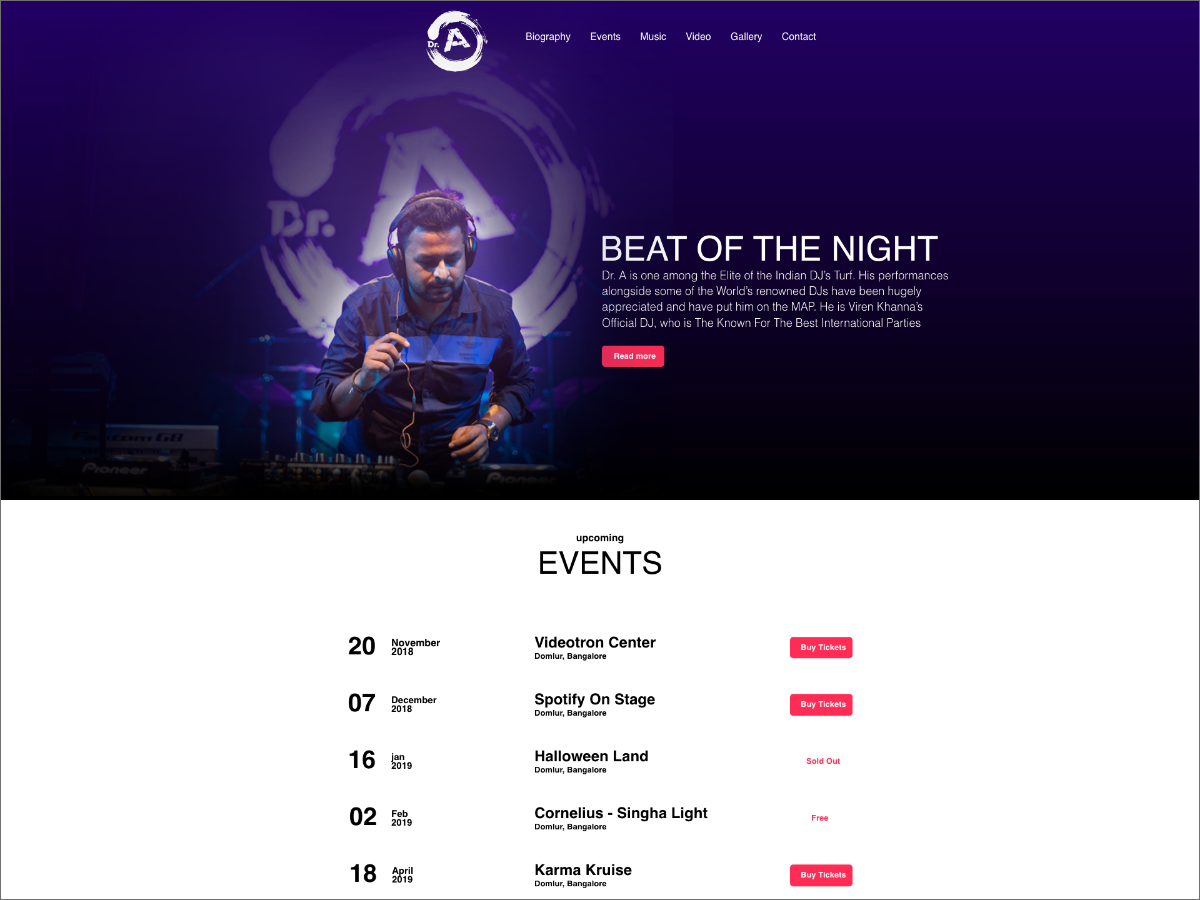 Dr. A
Biography Events Music Video Gallery Contact
Dr. A
BEAT OF THE NIGHT
Dr. A is one among the Elite of the Indian DJ's Turf. His performances
alongside some of the World's renowned DJs have been hugely
appreciated and have put him on the MAP. He is Viren Khanna's
Official DJ, who is The Known For The Best International Parties
Read more
Fantom G8
Pioneer
Pioneer
upcoming
EVENTS
20 November 2018 Videotron Center Buy Tickets
Domlur, Bangalore
07 December 2018 Spotify On Stage Buy Tickets
Domlur, Bangalore
16 jan 2019 Halloween Land Sold Out
Domlur, Bangalore
02 Feb 2019 Cornelius - Singha Light Free
Domlur, Bangalore
18 April 2019 Karma Kruise Buy Tickets
Domlur, Bangalore